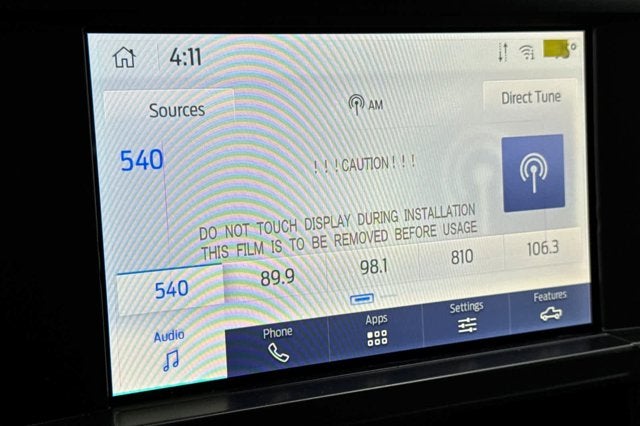 4:11
5°
Sources
AM
Direct Tune
540
!!!CAUTION!!!
DO NOT TOUCH DISPLAY DURING INSTALLATION
THIS FILM IS TO BE REMOVED BEFORE USAGE
540 89.9 98.1 810 106.3
Audio Phone Apps Settings Features